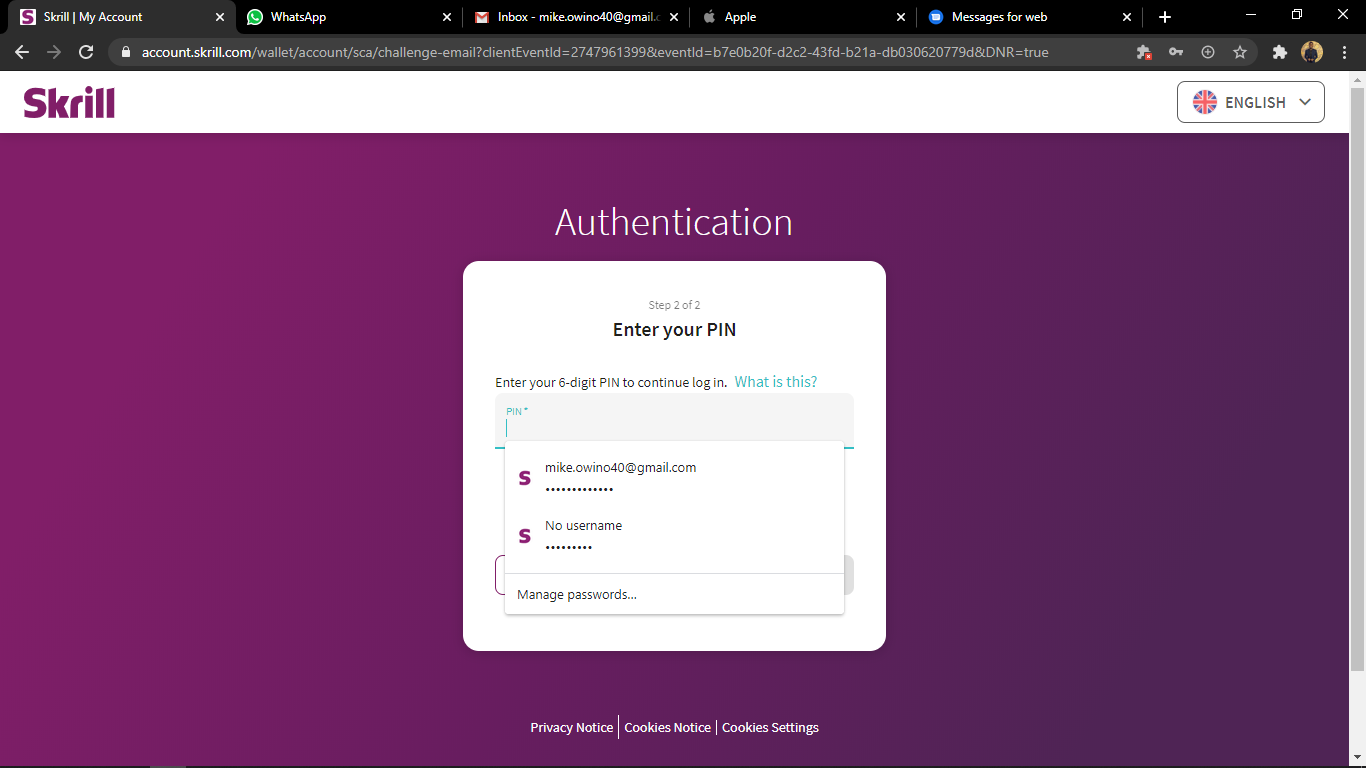 Skrill | My Account
WhatsApp
Inbox - mike.owino40@gmail.c
Apple
Messages for web
account.skrill.com/wallet/account/sca/challenge-email?clientEventId=2747961399&eventId=b7e0b20f-d2c2-43fd-b21a-db030620779d&DNR=true
Skrill
ENGLISH
Authentication
Step 2 of 2
Enter your PIN
Enter your 6-digit PIN to continue log in. What is this?
PIN *
mike.owino40@gmail.com
•••••••••••••
No username
•••••••••
Manage passwords...
Privacy Notice | Cookies Notice | Cookies Settings